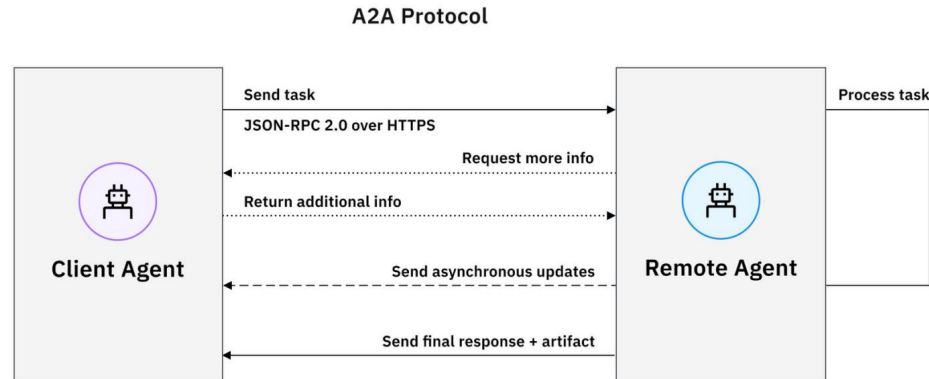 A2A Protocol
Send task
Process task
JSON-RPC 2.0 over HTTPS
Request more info
Return additional info
Client Agent
Remote Agent
Send asynchronous updates
Send final response + artifact